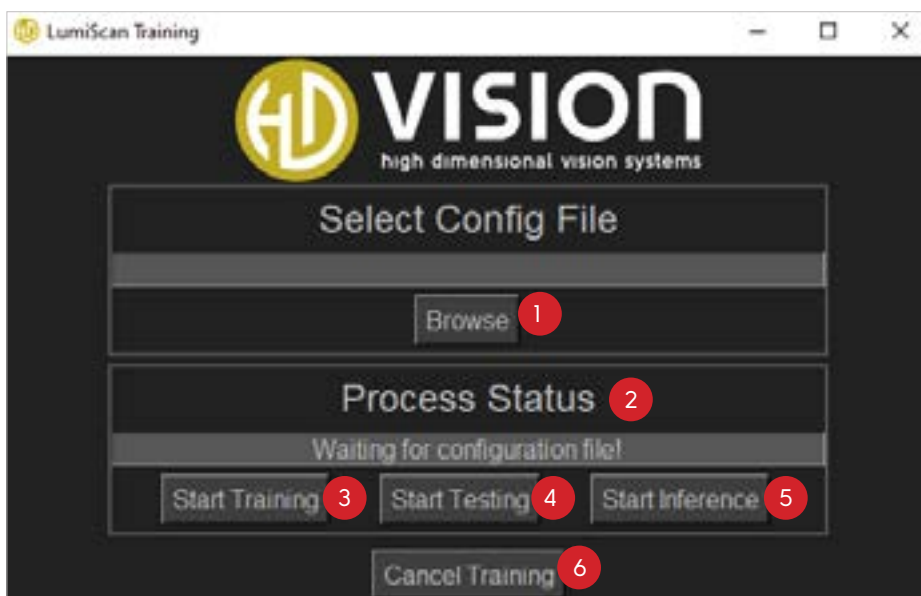 LumiScan Training
HD VISION
high dimensional vision systems
Select Config File
Browse 1
Process Status 2
Waiting for configuration file!
Start Training 3 Start Testing 4 Start Inference 5
Cancel Training 6